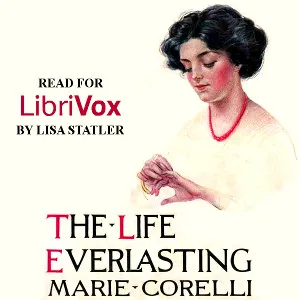 READ FOR
LibriVox
BY LISA STATLER
THE·LIFE
EVERLASTING
MARIE·CORELLI